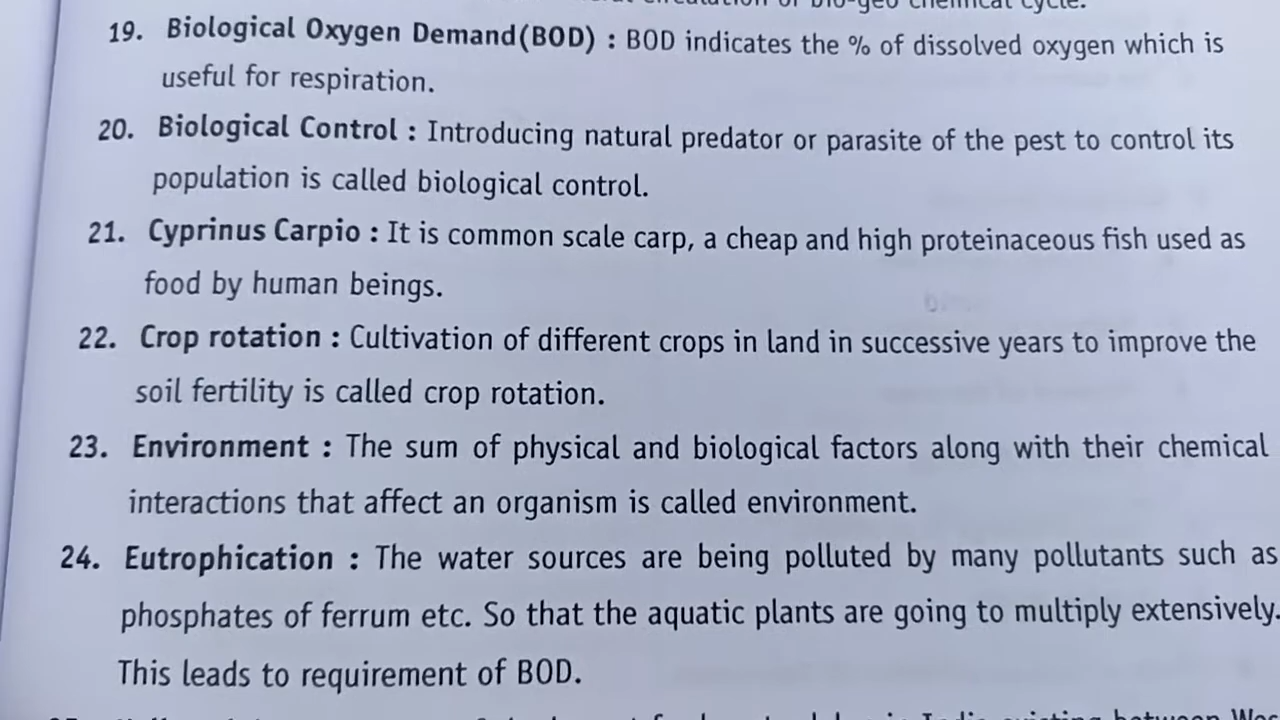 bio-geo chemical cycle.
19. Biological Oxygen Demand(BOD) : BOD indicates the % of dissolved oxygen which is
useful for respiration.
20. Biological Control : Introducing natural predator or parasite of the pest to control its
population is called biological control.
21. Cyprinus Carpio : It is common scale carp, a cheap and high proteinaceous fish used as
food by human beings.
22. Crop rotation : Cultivation of different crops in land in successive years to improve the
soil fertility is called crop rotation.
23. Environment : The sum of physical and biological factors along with their chemical
interactions that affect an organism is called environment.
24. Eutrophication : The water sources are being polluted by many pollutants such as
phosphates of ferrum etc. So that the aquatic plants are going to multiply extensively.
This leads to requirement of BOD.